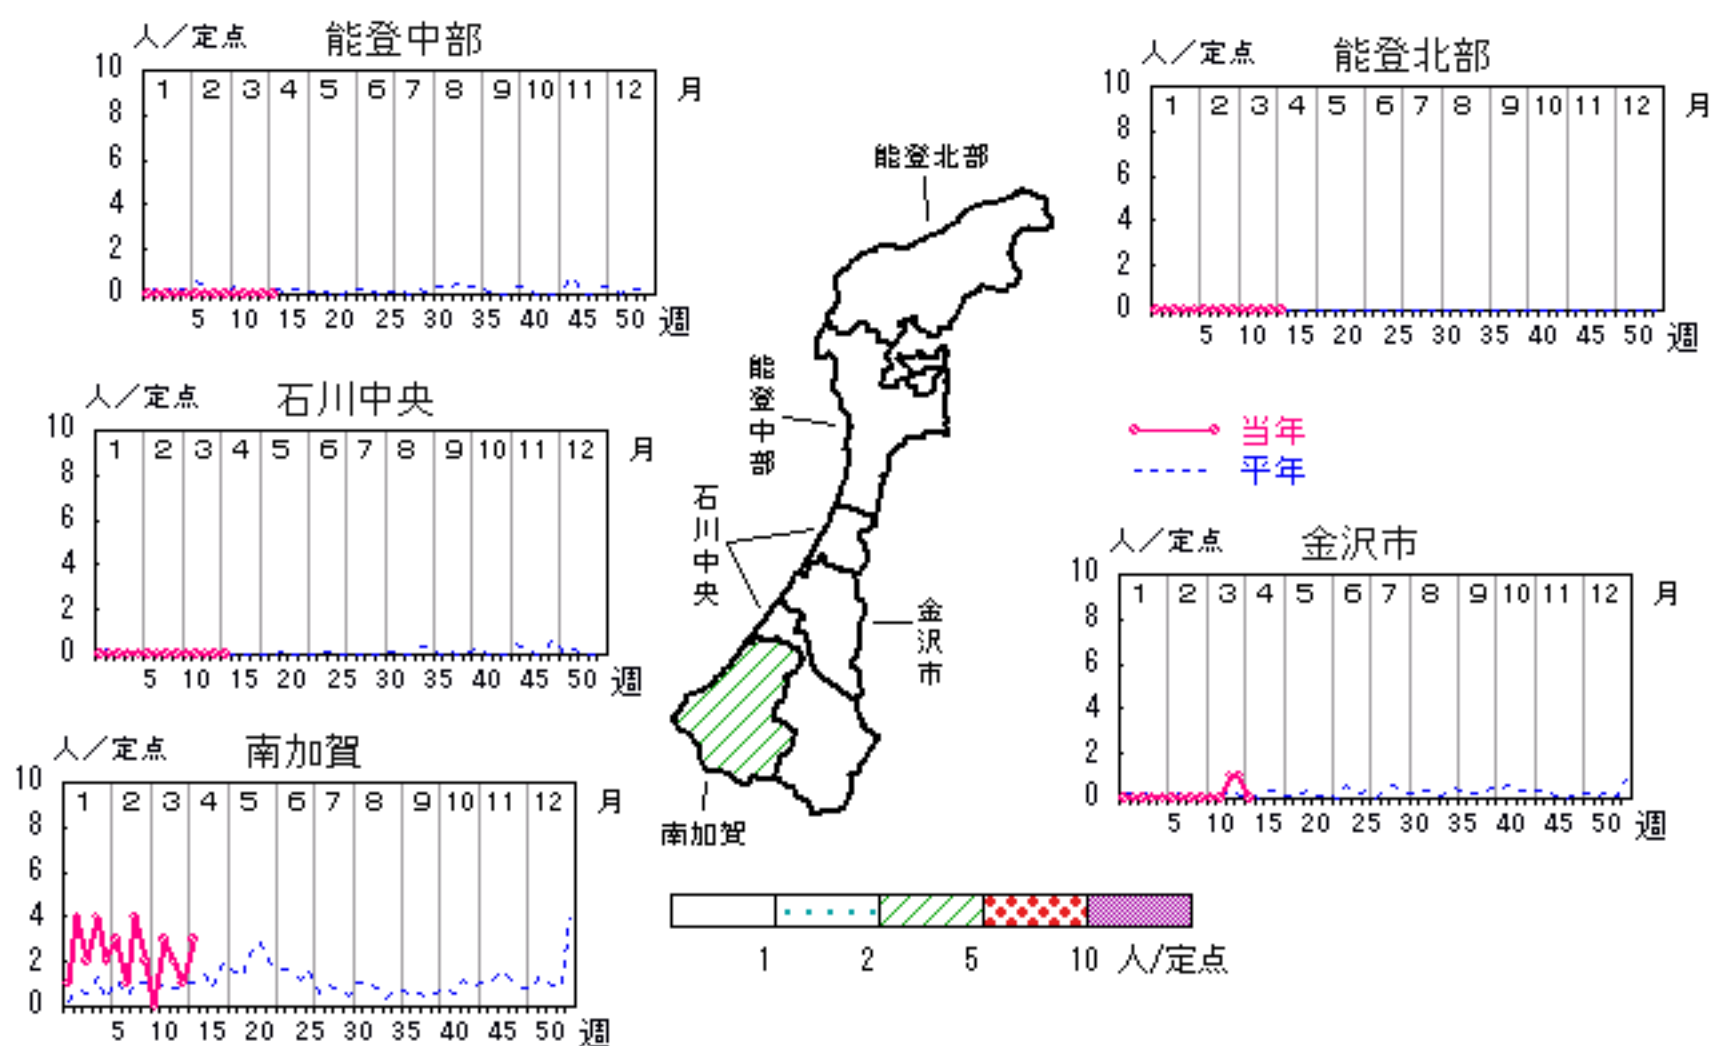 人／定点 能登中部
10 8 6 4 2 0
1 2 3 4 5 6 7 8 9 10 11 12 月
5 10 15 20 25 30 35 40 45 50 週
人／定点 能登北部
10 8 6 4 2 0
1 2 3 4 5 6 7 8 9 10 11 12 月
5 10 15 20 25 30 35 40 45 50 週
人／定点 石川中央
10 8 6 4 2 0
1 2 3 4 5 6 7 8 9 10 11 12 月
5 10 15 20 25 30 35 40 45 50 週
能登北部
能登中部
石川中央
金沢市
南加賀
当年
平年
人／定点 金沢市
10 8 6 4 2 0
1 2 3 4 5 6 7 8 9 10 11 12 月
5 10 15 20 25 30 35 40 45 50 週
人／定点 南加賀
10 8 6 4 2 0
1 2 3 4 5 6 7 8 9 10 11 12 月
5 10 15 20 25 30 35 40 45 50 週
1 2 5 10 人/定点